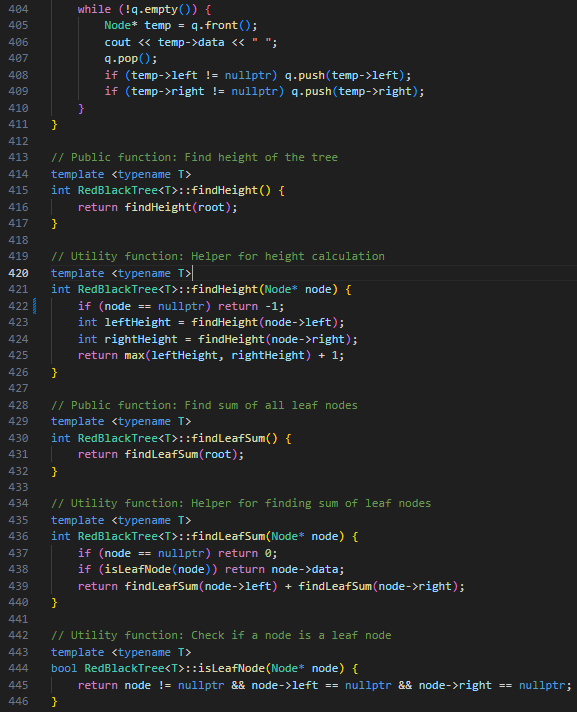 404 while (!q.empty()) {
405 Node* temp = q.front();
406 cout << temp->data << " ";
407 q.pop();
408 if (temp->left != nullptr) q.push(temp->left);
409 if (temp->right != nullptr) q.push(temp->right);
410 }
411 }
412
413 // Public function: Find height of the tree
414 template <typename T>
415 int RedBlackTree<T>::findHeight() {
416 return findHeight(root);
417 }
418
419 // Utility function: Helper for height calculation
420 template <typename T>
421 int RedBlackTree<T>::findHeight(Node* node) {
422 if (node == nullptr) return -1;
423 int leftHeight = findHeight(node->left);
424 int rightHeight = findHeight(node->right);
425 return max(leftHeight, rightHeight) + 1;
426 }
427
428 // Public function: Find sum of all leaf nodes
429 template <typename T>
430 int RedBlackTree<T>::findLeafSum() {
431 return findLeafSum(root);
432 }
433
434 // Utility function: Helper for finding sum of leaf nodes
435 template <typename T>
436 int RedBlackTree<T>::findLeafSum(Node* node) {
437 if (node == nullptr) return 0;
438 if (isLeafNode(node)) return node->data;
439 return findLeafSum(node->left) + findLeafSum(node->right);
440 }
441
442 // Utility function: Check if a node is a leaf node
443 template <typename T>
444 bool RedBlackTree<T>::isLeafNode(Node* node) {
445 return node != nullptr && node->left == nullptr && node->right == nullptr;
446 }